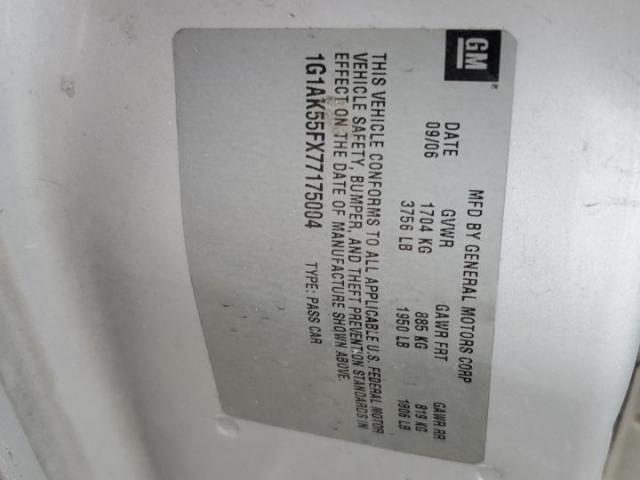 GM
MFD BY GENERAL MOTORS CORP
DATE GVWR GAWR FRT GAWR RR
09/06 1704 KG 885 KG 819 KG
3756 LB 1950 LB 1806 LB
THIS VEHICLE CONFORMS TO ALL APPLICABLE U.S. FEDERAL MOTOR
VEHICLE SAFETY, BUMPER, AND THEFT PREVENTION STANDARDS IN
EFFECT ON THE DATE OF MANUFACTURE SHOWN ABOVE.
1G1AK55FX77175004 TYPE: PASS CAR